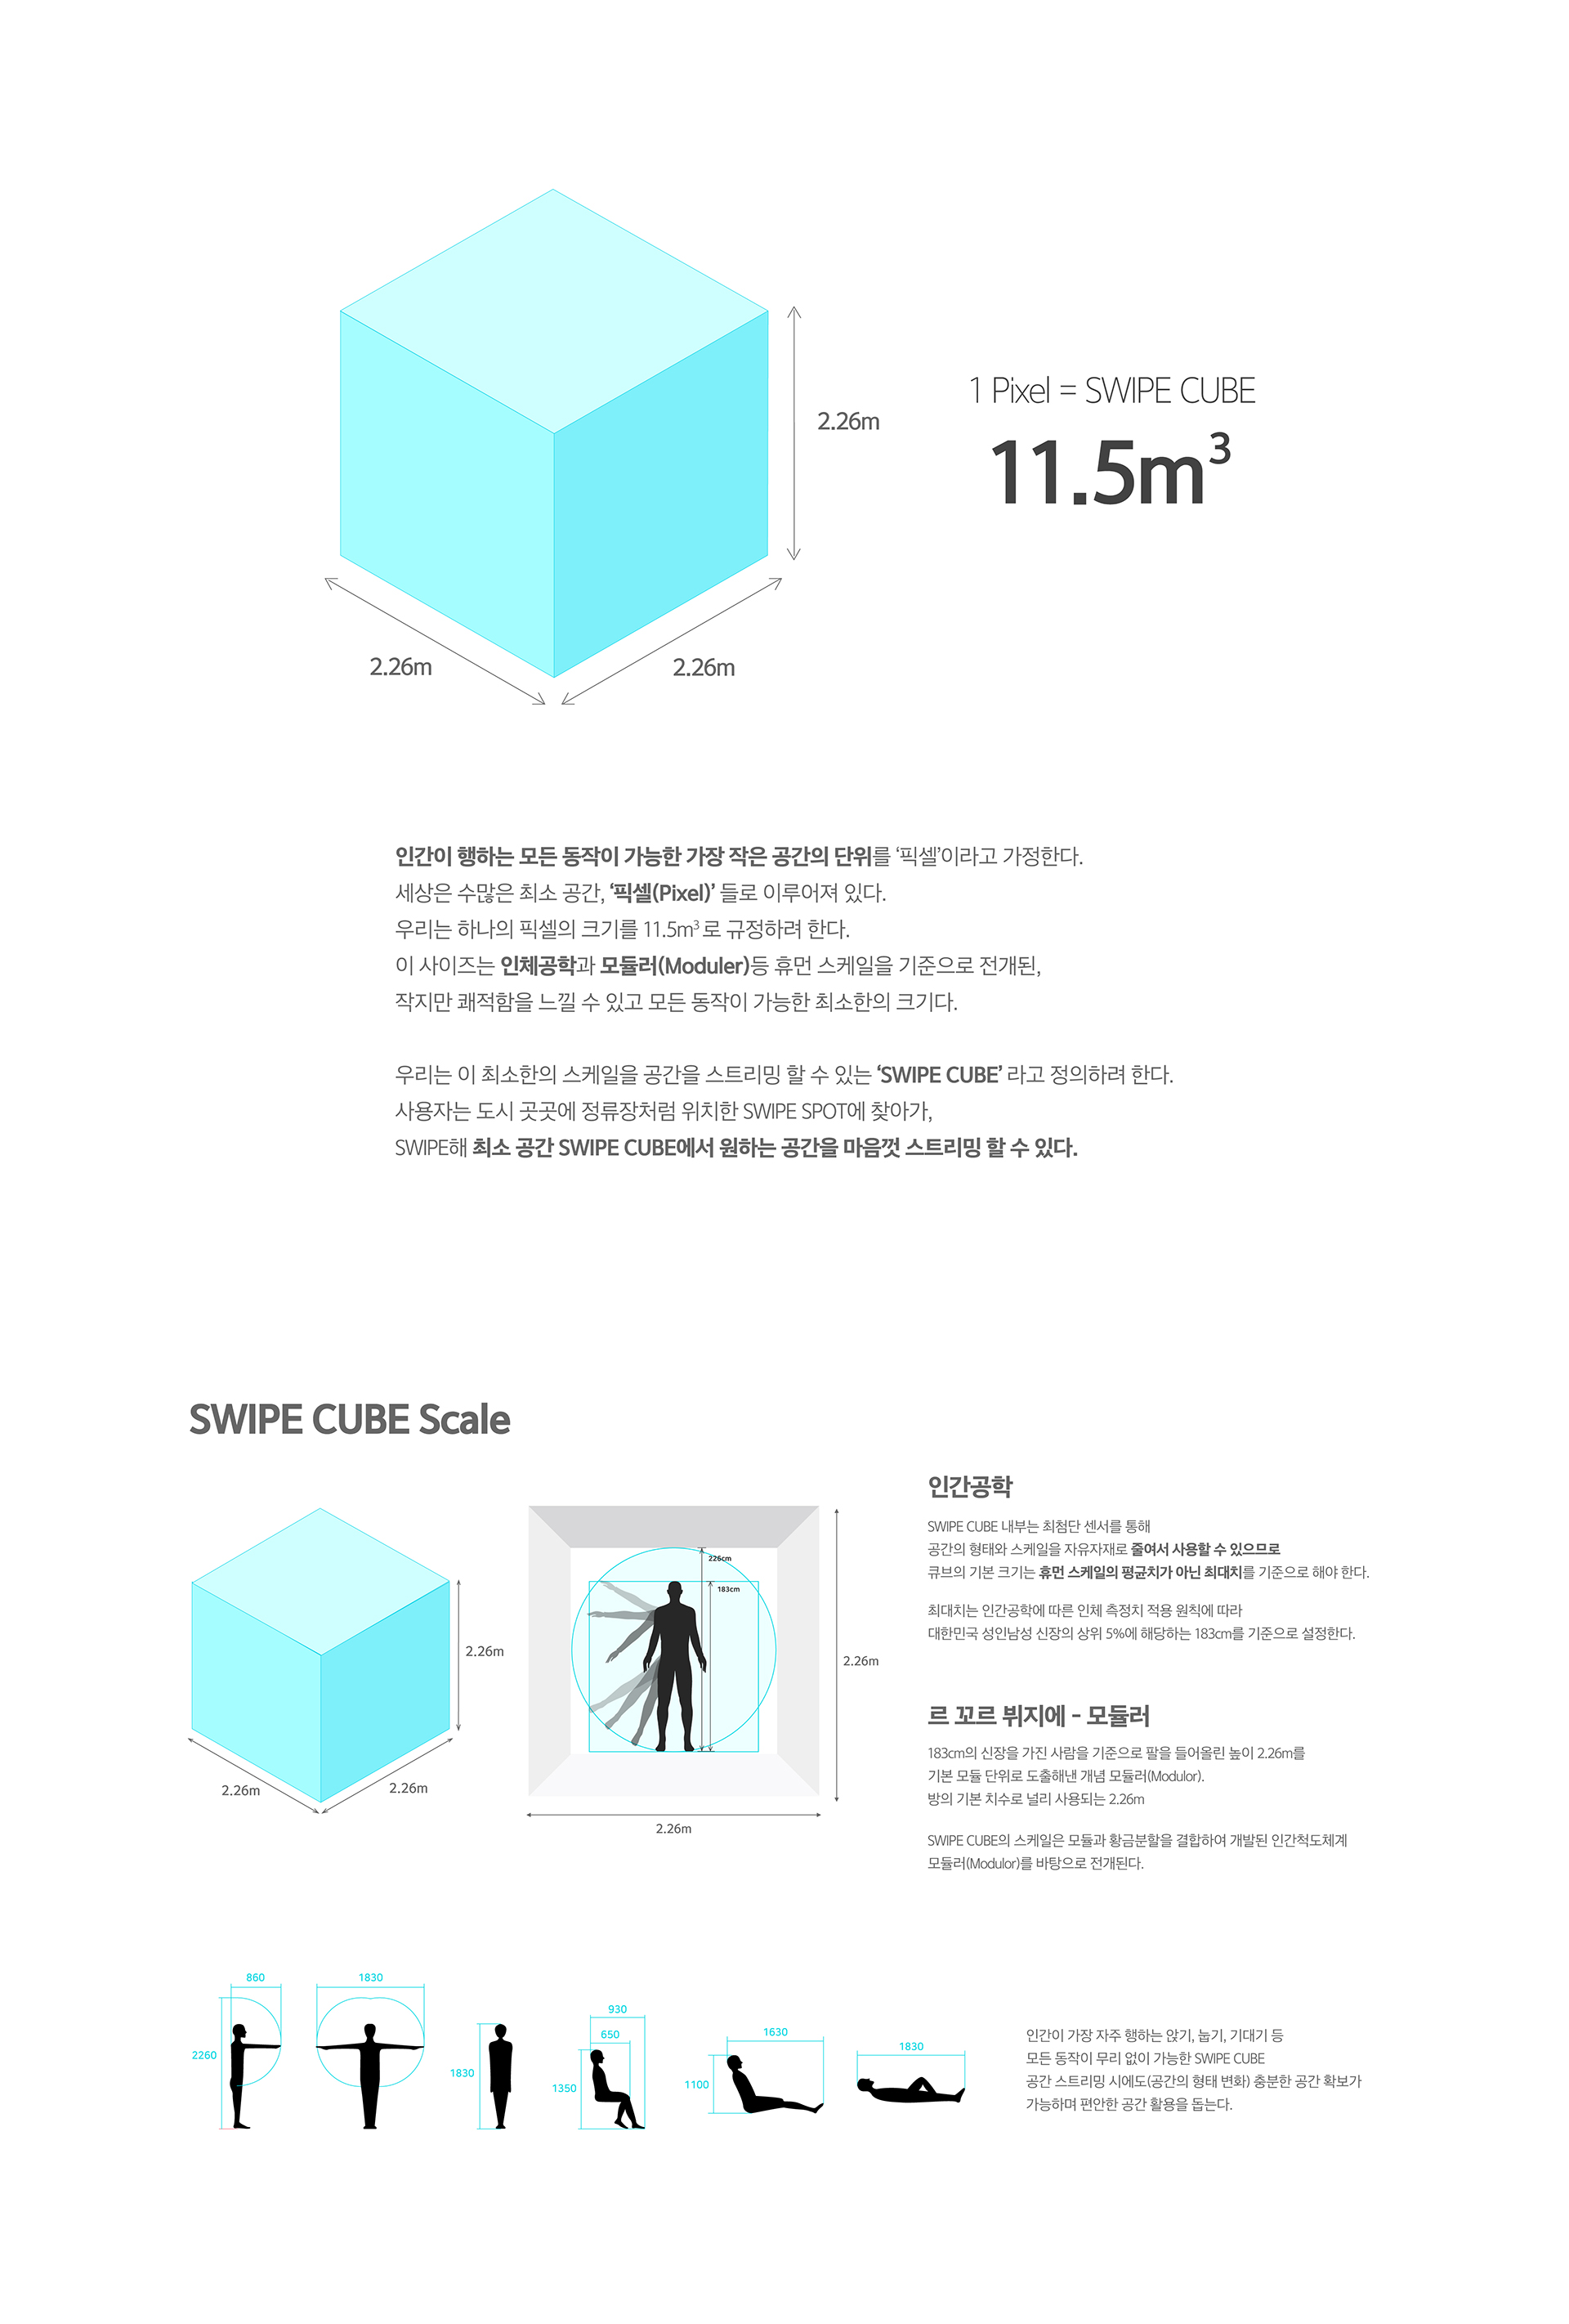 2.26m
1 Pixel = SWIPE CUBE
11.5m³
2.26m
2.26m
인간이 행하는 모든 동작이 가능한 가장 작은 공간의 단위를 ‘픽셀’이라고 가정한다.
세상은 수많은 최소 공간, ‘픽셀(Pixel)’ 들로 이루어져 있다.
우리는 하나의 픽셀의 크기를 11.5m³ 로 규정하려 한다.
이 사이즈는 인체공학과 모듈러(Moduler)등 휴먼 스케일을 기준으로 전개된,
작지만 쾌적함을 느낄 수 있고 모든 동작이 가능한 최소한의 크기다.
우리는 이 최소한의 스케일을 공간을 스트리밍 할 수 있는 ‘SWIPE CUBE’ 라고 정의하려 한다.
사용자는 도시 곳곳에 정류장처럼 위치한 SWIPE SPOT에 찾아가,
SWIPE해 최소 공간 SWIPE CUBE에서 원하는 공간을 마음껏 스트리밍 할 수 있다.
SWIPE CUBE Scale
2.26m
2.26m
2.26m
226cm
183cm
2.26m
2.26m
인간공학
SWIPE CUBE 내부는 최첨단 센서를 통해
공간의 형태와 스케일을 자유자재로 줄여서 사용할 수 있으므로
큐브의 기본 크기는 휴먼 스케일의 평균치가 아닌 최대치를 기준으로 해야 한다.
최대치는 인간공학에 따른 인체 측정치 적용 원칙에 따라
대한민국 성인남성 신장의 상위 5%에 해당하는 183cm를 기준으로 설정한다.
르 꼬르 뷔지에 - 모듈러
183cm의 신장을 가진 사람을 기준으로 팔을 들어올린 높이 2.26m를
기본 모듈 단위로 도출해낸 개념 모듈러(Modulor).
방의 기본 치수로 널리 사용되는 2.26m
SWIPE CUBE의 스케일은 모듈과 황금분할을 결합하여 개발된 인간척도체계
모듈러(Modulor)를 바탕으로 전개된다.
860
2260
1830
1830
930
650
1350
1630
1100
1830
인간이 가장 자주 행하는 앉기, 눕기, 기대기 등
모든 동작이 무리 없이 가능한 SWIPE CUBE
공간 스트리밍 시에도(공간의 형태 변화) 충분한 공간 확보가
가능하며 편안한 공간 활용을 돕는다.